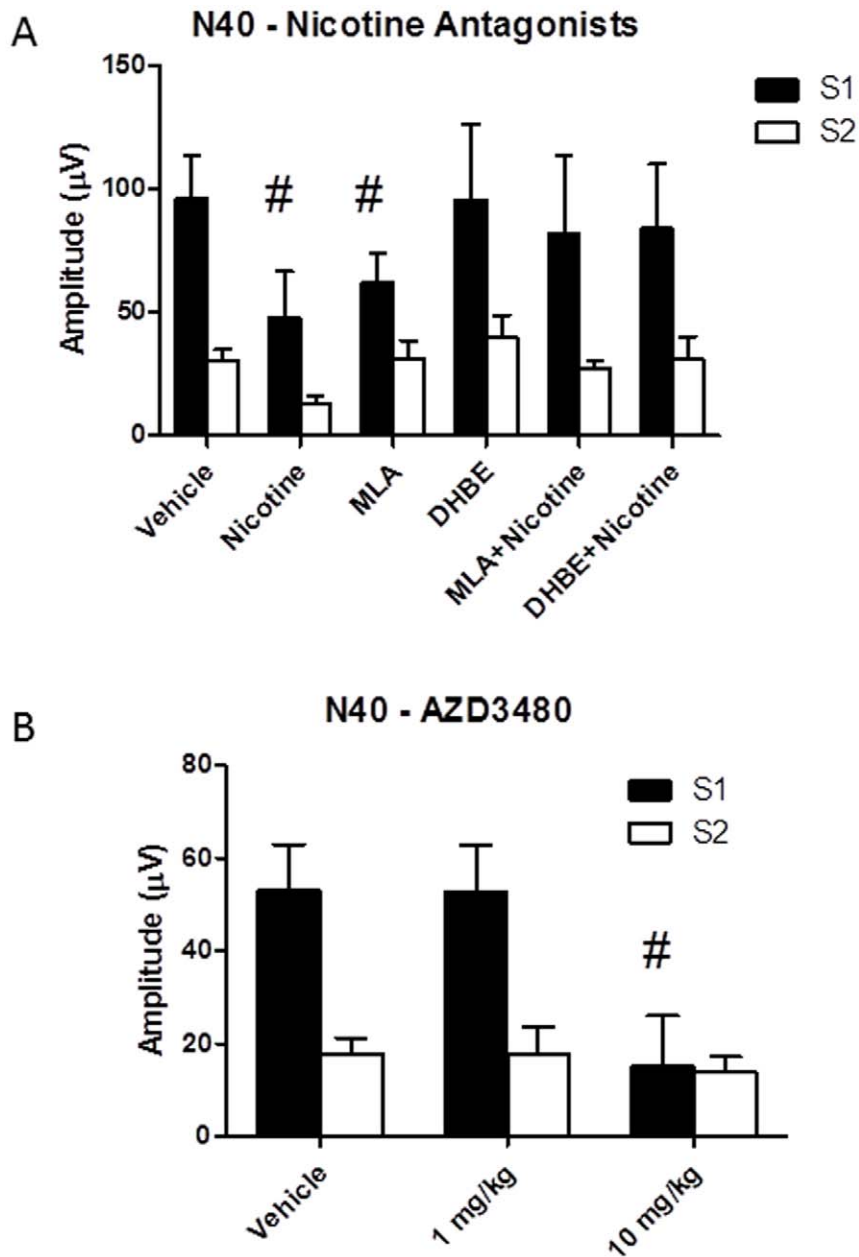 A
N40 - Nicotine Antagonists
S1
S2
Amplitude (μV)
150
100
50
0
#
#
Vehicle
Nicotine
MLA
DHBE
MLA+Nicotine
DHBE+Nicotine
B
N40 - AZD3480
S1
S2
Amplitude (μV)
80
60
40
20
0
#
Vehicle
1 mg/kg
10 mg/kg